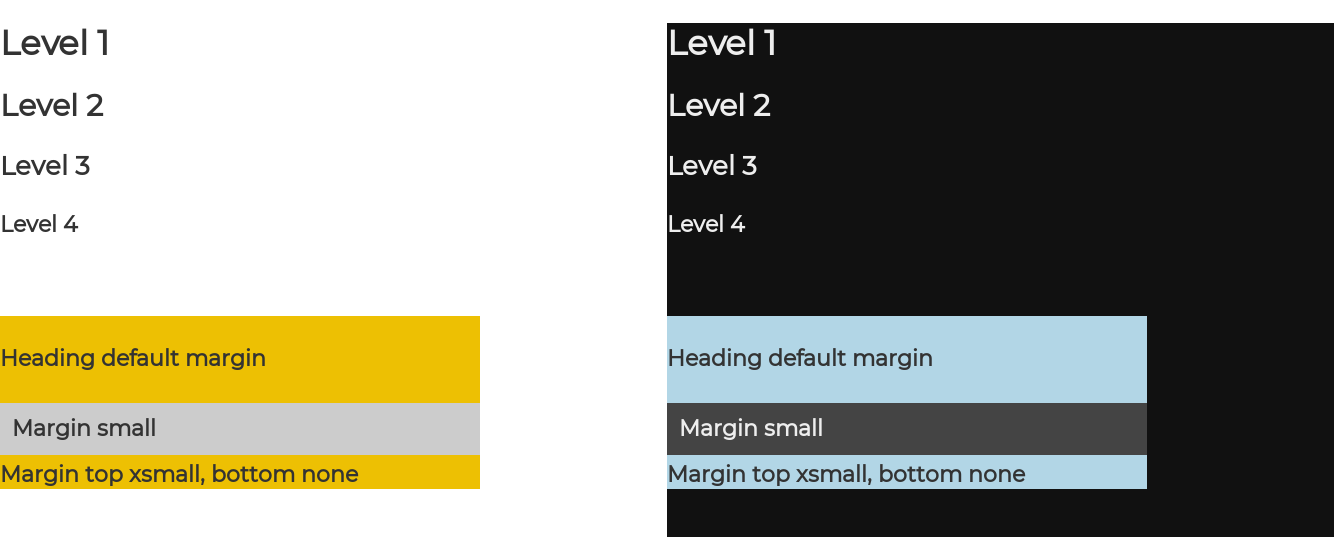 Level 1
Level 2
Level 3
Level 4
Heading default margin
Margin small
Margin top xsmall, bottom none
Level 1
Level 2
Level 3
Level 4
Heading default margin
Margin small
Margin top xsmall, bottom none